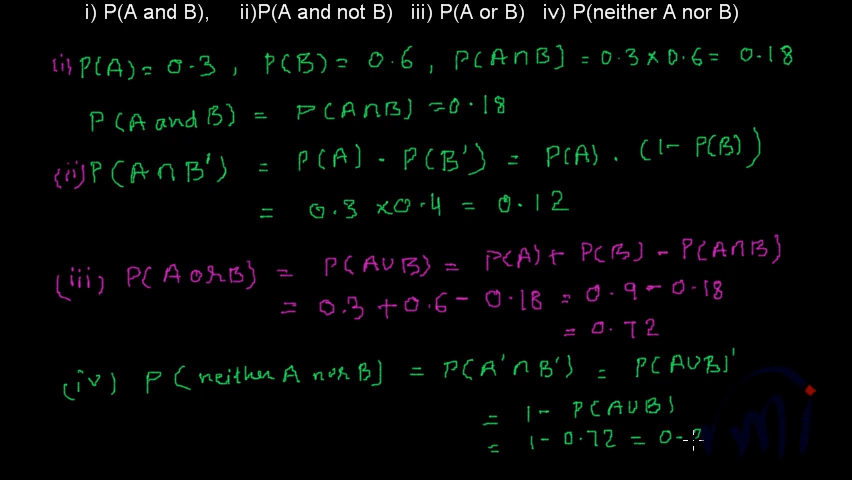 i) P(A and B), ii)P(A and not B) iii) P(A or B) iv) P(neither A nor B)
(i) P(A) = 0.3, P(B) = 0.6, P(A∩B) = 0.3 × 0.6 = 0.18
P(A and B) = P(A∩B) = 0.18
(ii) P(A∩B') = P(A) · P(B') = P(A) · (1 - P(B))
= 0.3 × 0.4 = 0.12
(iii) P(A or B) = P(A∪B) = P(A) + P(B) - P(A∩B)
= 0.3 + 0.6 - 0.18 = 0.9 - 0.18
= 0.72
(iv) P(neither A nor B) = P(A'∩B') = P(A∪B)'
= 1 - P(A∪B)
= 1 - 0.72 = 0.2